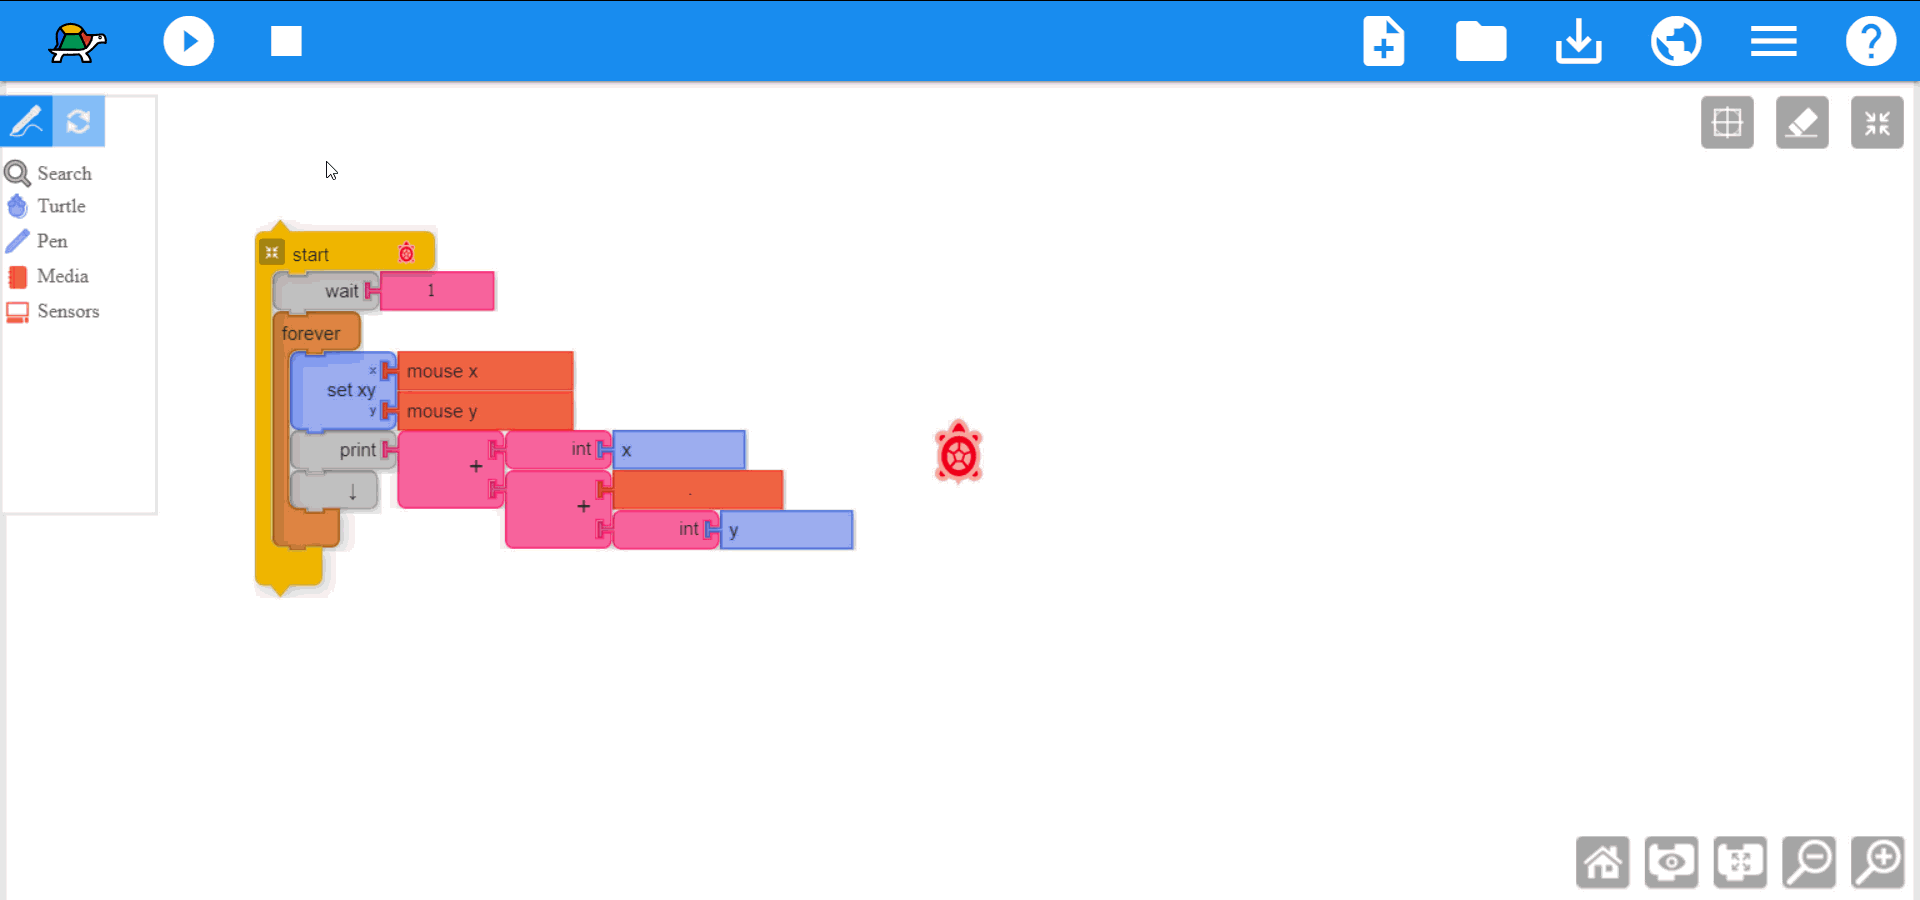 Search
Turtle
Pen
Media
Sensors
start
wait 1
forever
x mouse x
set xy
y mouse y
print + int x
+ .
↓
int y